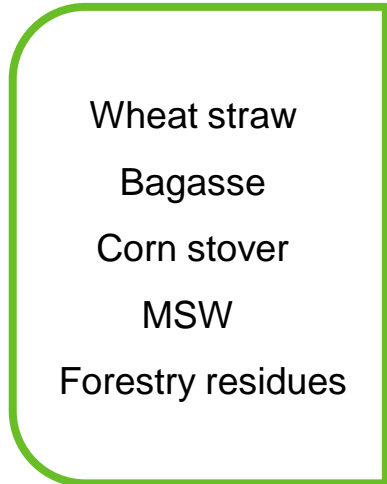 Wheat straw
Bagasse
Corn stover
MSW
Forestry residues